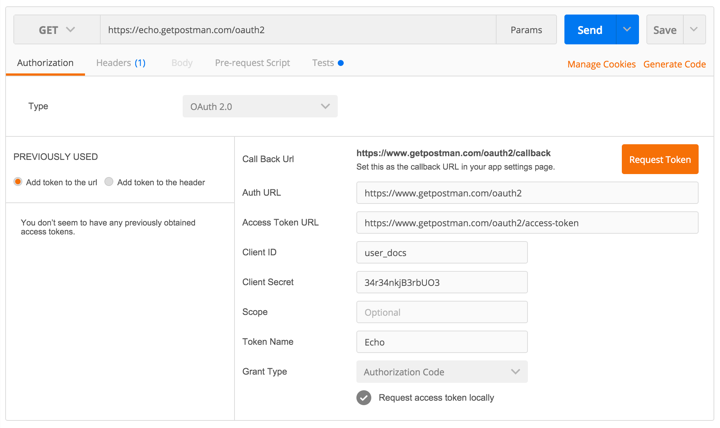 GET https://echo.getpostman.com/oauth2 Params Send Save
Authorization Headers (1) Body Pre-request Script Tests Manage Cookies Generate Code
Type OAuth 2.0
PREVIOUSLY USED
Add token to the url Add token to the header
You don't seem to have any previously obtained
access tokens.
Call Back Url https://www.getpostman.com/oauth2/callback
Set this as the callback URL in your app settings page.
Request Token
Auth URL https://www.getpostman.com/oauth2
Access Token URL https://www.getpostman.com/oauth2/access-token
Client ID user_docs
Client Secret 34r34nkjB3rbUO3
Scope Optional
Token Name Echo
Grant Type Authorization Code
Request access token locally